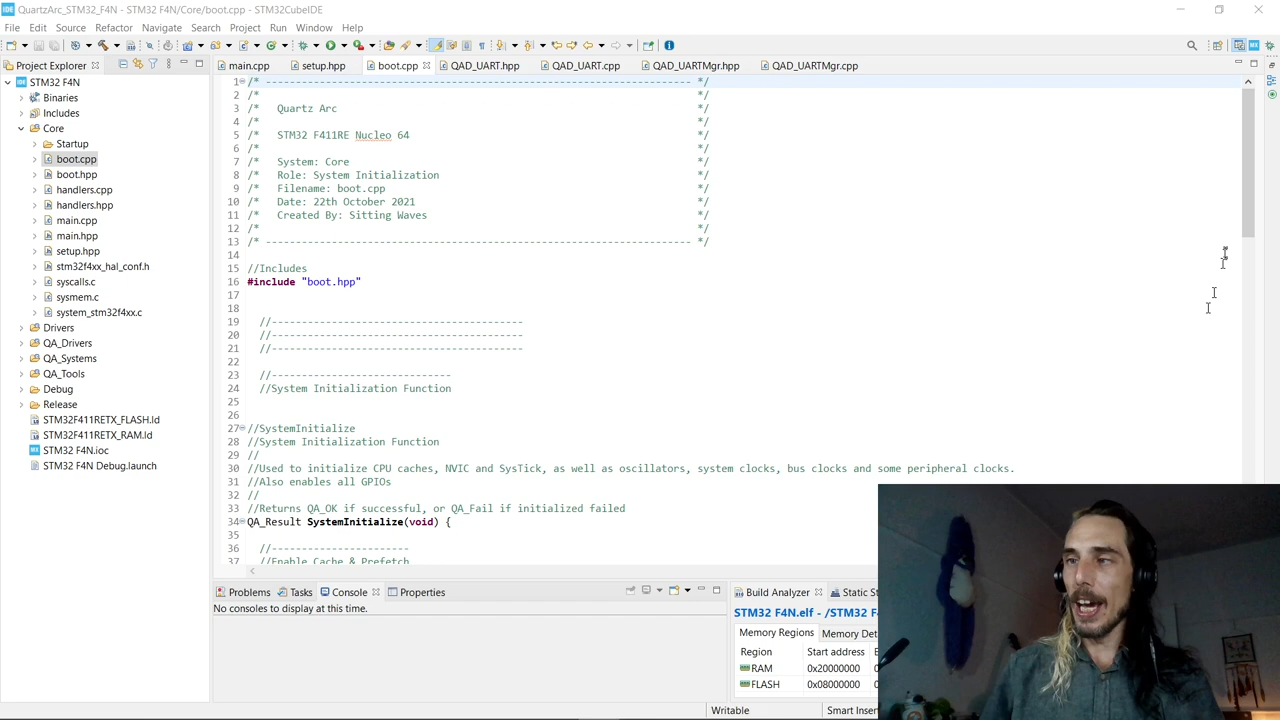 QuartzArc_STM32_F4N - STM32 F4N/Core/boot.cpp - STM32CubeIDE
File Edit Source Refactor Navigate Search Project Run Window Help
Project Explorer
main.cpp setup.hpp boot.cpp QAD_UART.hpp QAD_UART.cpp QAD_UARTMgr.hpp QAD_UARTMgr.cpp
STM32 F4N
Binaries
Includes
Core
Startup
boot.cpp
boot.hpp
handlers.cpp
handlers.hpp
main.cpp
main.hpp
setup.hpp
stm32f4xx_hal_conf.h
syscalls.c
sysmem.c
system_stm32f4xx.c
Drivers
QA_Drivers
QA_Systems
QA_Tools
Debug
Release
STM32F411RETX_FLASH.ld
STM32F411RETX_RAM.ld
STM32 F4N.ioc
STM32 F4N Debug.launch
1 /* ----------------------------------------------------------------------- */
2 /* */
3 /* Quartz Arc */
4 /* */
5 /* STM32 F411RE Nucleo 64 */
6 /* */
7 /* System: Core */
8 /* Role: System Initialization */
9 /* Filename: boot.cpp */
10 /* Date: 22th October 2021 */
11 /* Created By: Sitting Waves */
12 /* */
13 /* ----------------------------------------------------------------------- */
14
15 //Includes
16 #include "boot.hpp"
17
18
19 //------------------------------------------
20 //------------------------------------------
21 //------------------------------------------
22
23 //------------------------------
24 //System Initialization Function
25
26
27 //SystemInitialize
28 //System Initialization Function
29 //
30 //Used to initialize CPU caches, NVIC and SysTick, as well as oscillators, system clocks, bus clocks and some peripheral clocks.
31 //Also enables all GPIOs
32 //
33 //Returns QA_OK if successful, or QA_Fail if initialized failed
34 QA_Result SystemInitialize(void) {
35
36 //-----------------------
37 //Enable Cache & Prefetch
Problems Tasks Console Properties
No consoles to display at this time.
Build Analyzer Static St
STM32 F4N.elf - /STM32 F4
Memory Regions Memory Det
Region Start address
RAM 0x20000000
FLASH 0x08000000
Writable Smart Insert